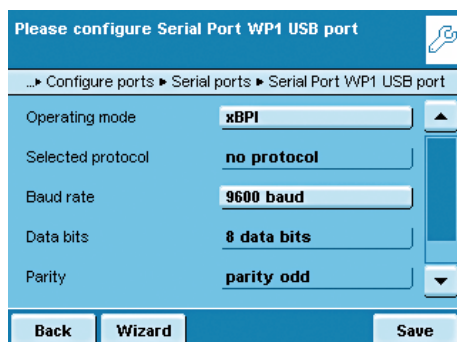 Please configure Serial Port WP1 USB port
...▸ Configure ports ▸ Serial ports ▸ Serial Port WP1 USB port
Operating mode xBPI
Selected protocol no protocol
Baud rate 9600 baud
Data bits 8 data bits
Parity parity odd
Back Wizard Save